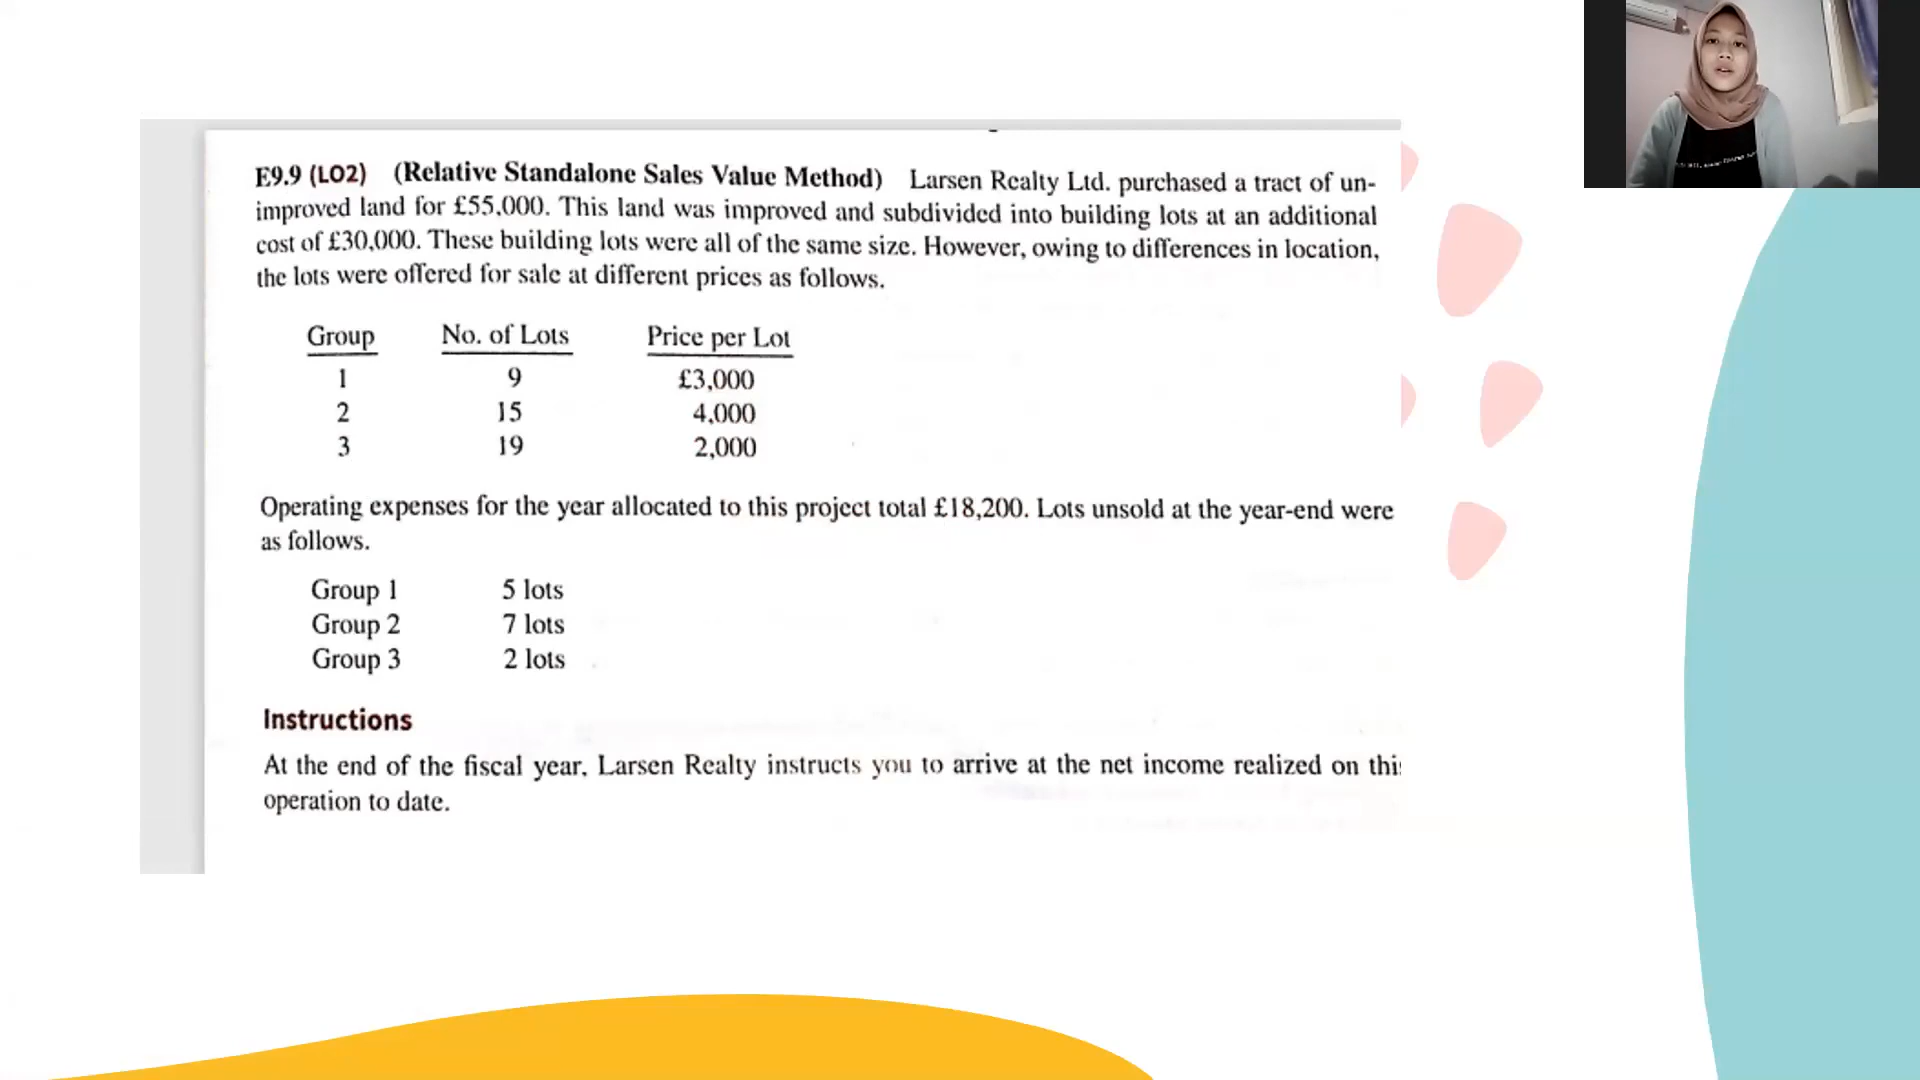 E9.9 (LO2) (Relative Standalone Sales Value Method) Larsen Realty Ltd. purchased a tract of un-
improved land for £55,000. This land was improved and subdivided into building lots at an additional
cost of £30,000. These building lots were all of the same size. However, owing to differences in location,
the lots were offered for sale at different prices as follows.
Group No. of Lots Price per Lot
1 9 £3,000
2 15 4,000
3 19 2,000
Operating expenses for the year allocated to this project total £18,200. Lots unsold at the year-end were
as follows.
Group 1 5 lots
Group 2 7 lots
Group 3 2 lots
Instructions
At the end of the fiscal year, Larsen Realty instructs you to arrive at the net income realized on this
operation to date.